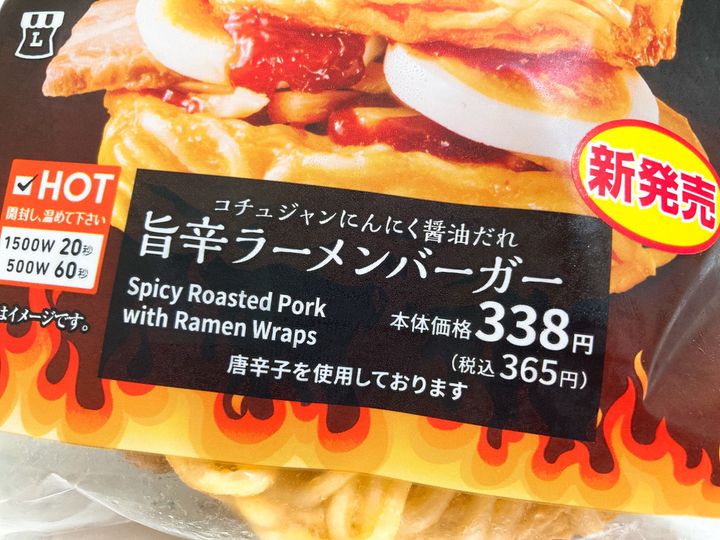 L
新発売
HOT
開封し、温めて下さい
1500W 20秒
500W 60秒
はイメージです。
コチュジャンにんにく醤油だれ
旨辛ラーメンバーガー
Spicy Roasted Pork
with Ramen Wraps
本体価格 338円
(税込 365円)
唐辛子を使用しております